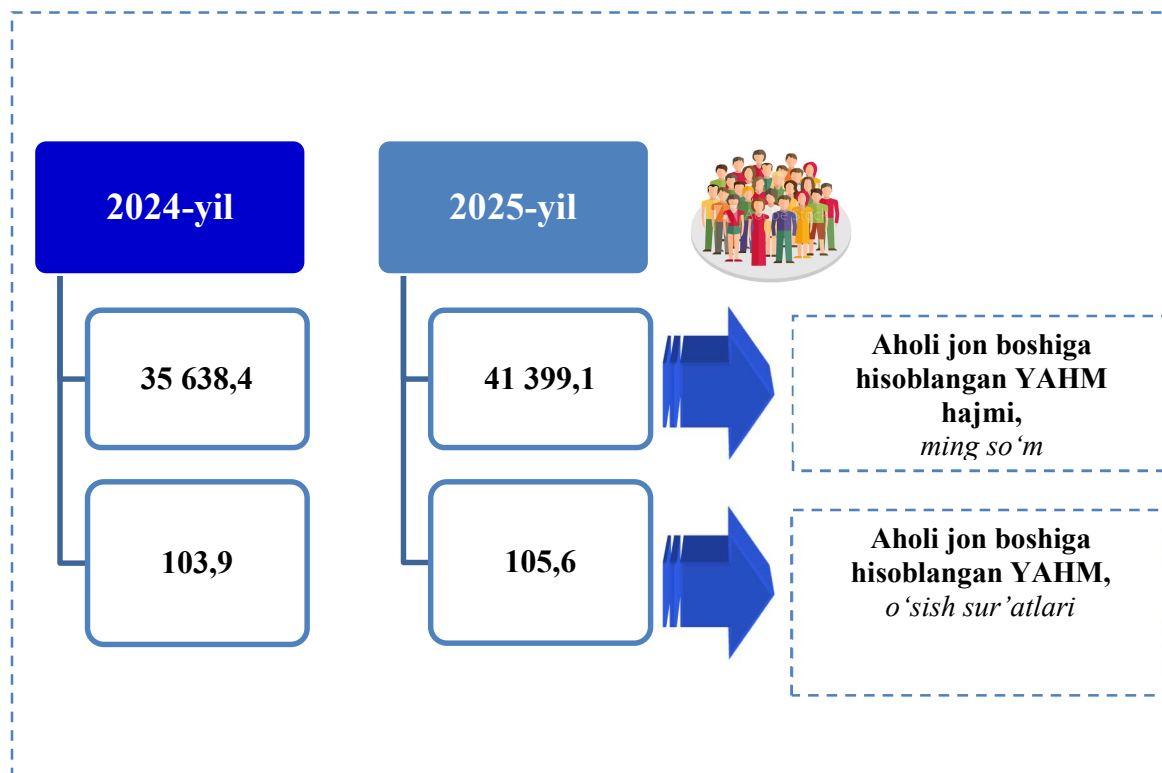 2024-yil
2025-yil
35 638,4
41 399,1
Aholi jon boshiga
hisoblangan YAHM
hajmi,
ming so‘m
103,9
105,6
Aholi jon boshiga
hisoblangan YAHM,
o‘sish sur’atlari